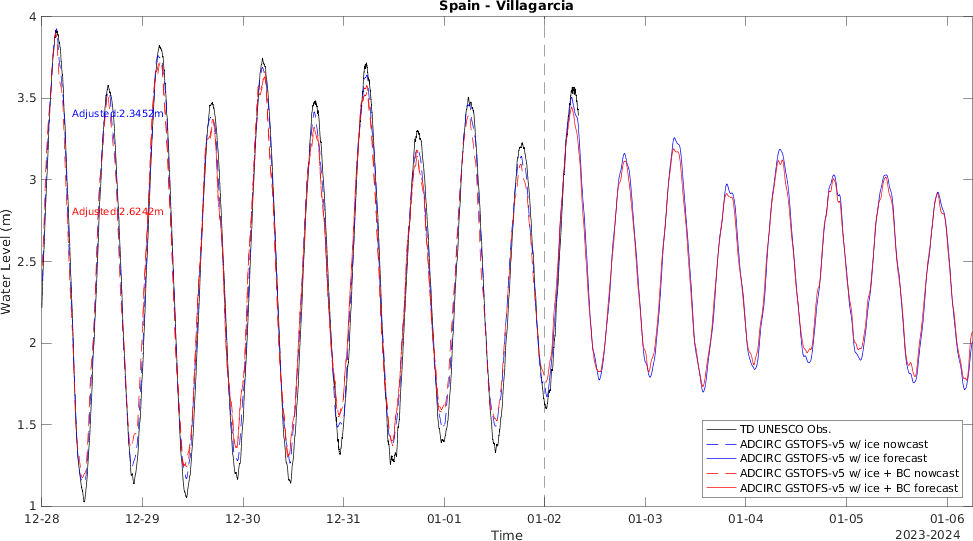 Spain - Villagarcia
4
3.5
3
2.5
2
1.5
1
Water Level (m)
Adjusted:2.3452m
Adjusted:2.6242m
TD UNESCO Obs.
ADCIRC GSTOFS-v5 w/ ice nowcast
ADCIRC GSTOFS-v5 w/ ice forecast
ADCIRC GSTOFS-v5 w/ ice + BC nowcast
ADCIRC GSTOFS-v5 w/ ice + BC forecast
12-28
12-29
12-30
12-31
01-01
01-02
01-03
01-04
01-05
01-06
Time
2023-2024